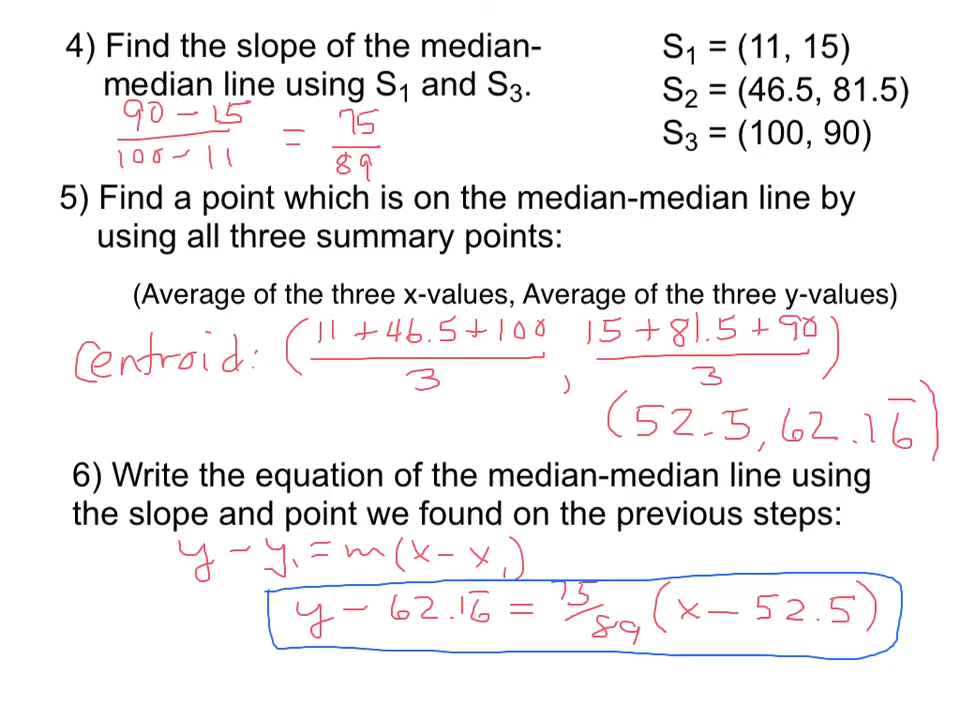 4) Find the slope of the median-
median line using S₁ and S₃.
S₁ = (11, 15)
S₂ = (46.5, 81.5)
S₃ = (100, 90)
90 - 15
100 - 11
=
75
89
5) Find a point which is on the median-median line by
using all three summary points:
(Average of the three x-values, Average of the three y-values)
Centroid: (11 + 46.5 + 100 / 3, 15 + 81.5 + 90 / 3)
(52.5, 62.16̅)
6) Write the equation of the median-median line using
the slope and point we found on the previous steps:
y - y₁ = m(x - x₁)
y - 62.16̅ = 75/89 (x - 52.5)